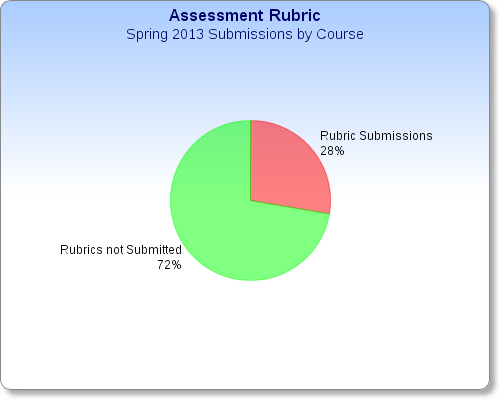 Assessment Rubric
Spring 2013 Submissions by Course
Rubric Submissions
28%
Rubrics not Submitted
72%